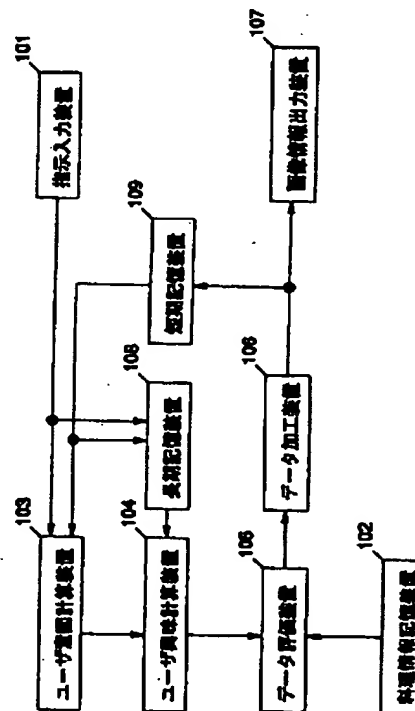 101
指示入力装置
103
ユーザ意図計算装置
109
短期記憶装置
108
長期記憶装置
104
ユーザ興味計算装置
107
画像情報出力装置
106
データ加工装置
105
データ評価装置
102
料理情報記憶装置